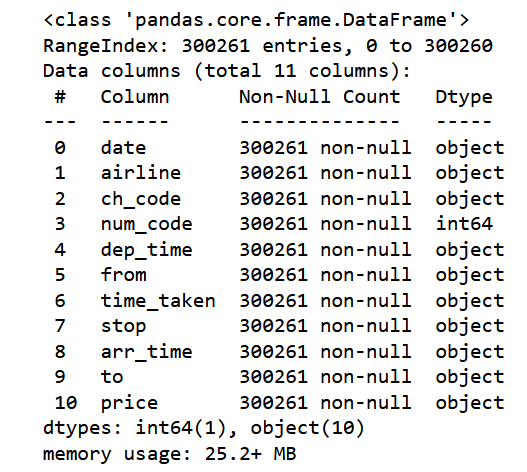 <class 'pandas.core.frame.DataFrame'>
RangeIndex: 300261 entries, 0 to 300260
Data columns (total 11 columns):
 #   Column      Non-Null Count   Dtype
---  ------      --------------   -----
 0   date        300261 non-null  object
 1   airline     300261 non-null  object
 2   ch_code     300261 non-null  object
 3   num_code    300261 non-null  int64
 4   dep_time    300261 non-null  object
 5   from        300261 non-null  object
 6   time_taken  300261 non-null  object
 7   stop        300261 non-null  object
 8   arr_time    300261 non-null  object
 9   to          300261 non-null  object
 10  price       300261 non-null  object
dtypes: int64(1), object(10)
memory usage: 25.2+ MB